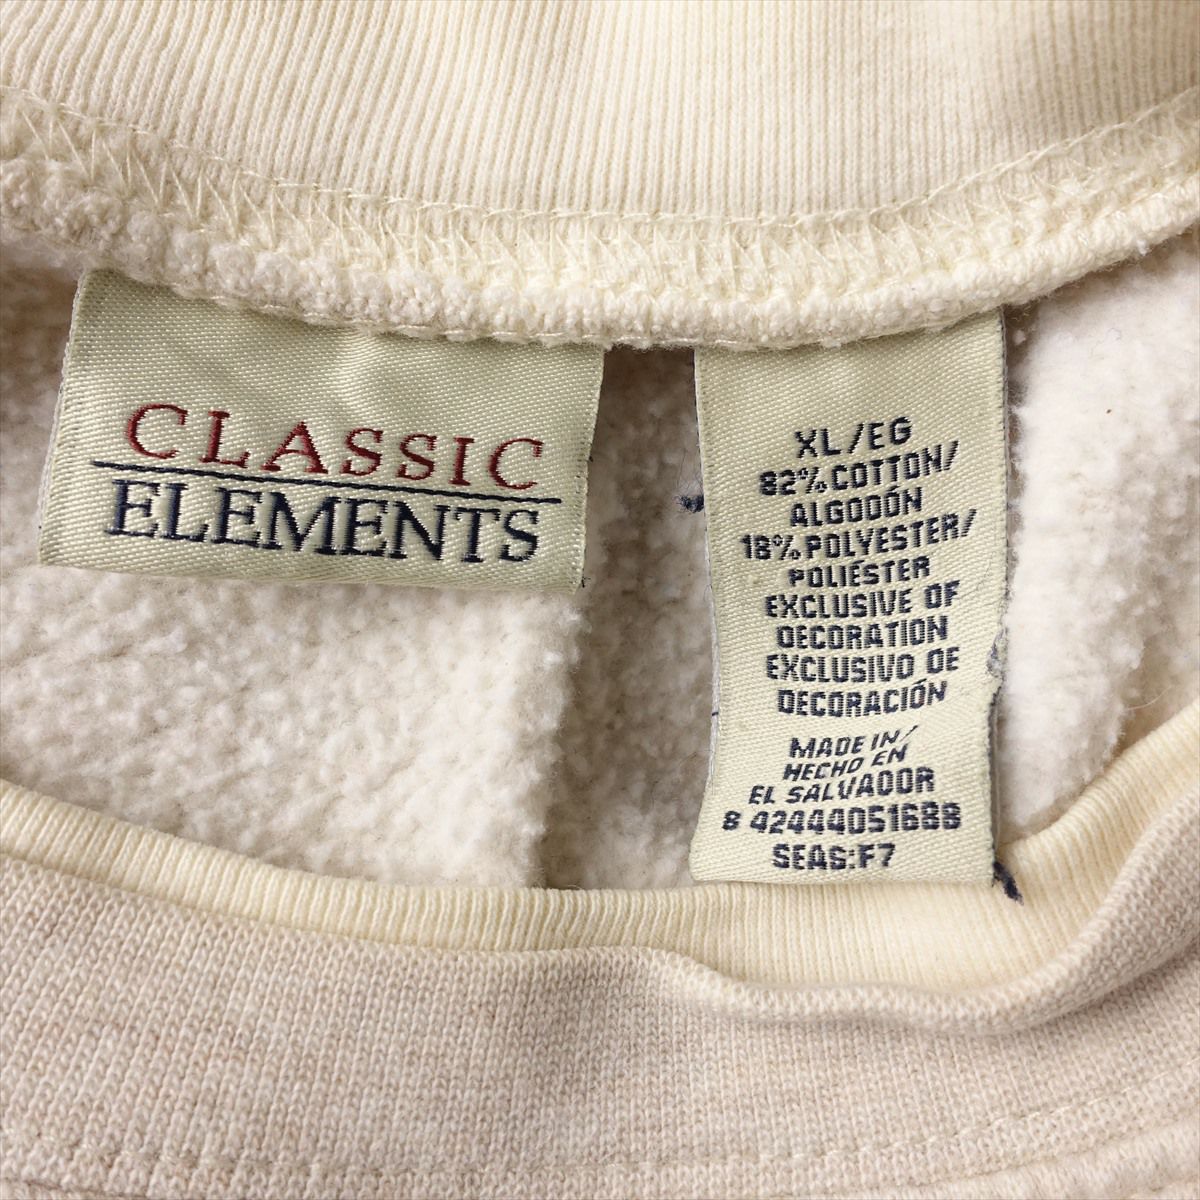 CLASSIC
ELEMENTS
XL/EG
82% COTTON/
ALGODÓN
18% POLYESTER/
POLIÉSTER
EXCLUSIVE OF
DECORATION
EXCLUSIVO DE
DECORACIÓN
MADE IN/
HECHO EN
EL SALVADOR
8 42444051688
SEAS:F7